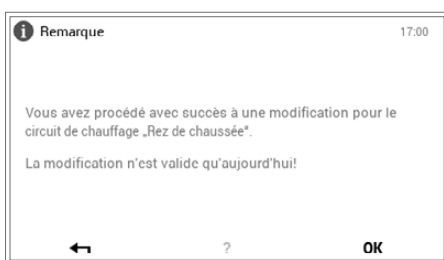 Remarque 17:00
Vous avez procédé avec succès à une modification pour le
circuit de chauffage „Rez de chaussée“.
La modification n'est valide qu'aujourd'hui!
? OK